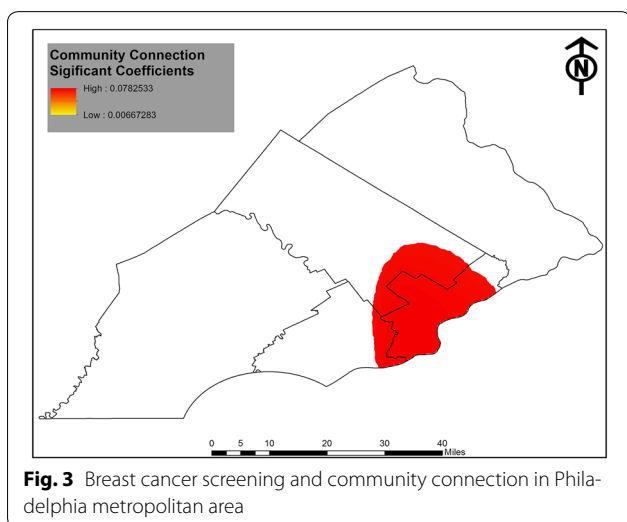 Community Connection
Sigificant Coefficients
High : 0.0782533
Low : 0.00667283
N
0 5 10 20 30 40
Miles
Fig. 3 Breast cancer screening and community connection in Phila-
delphia metropolitan area